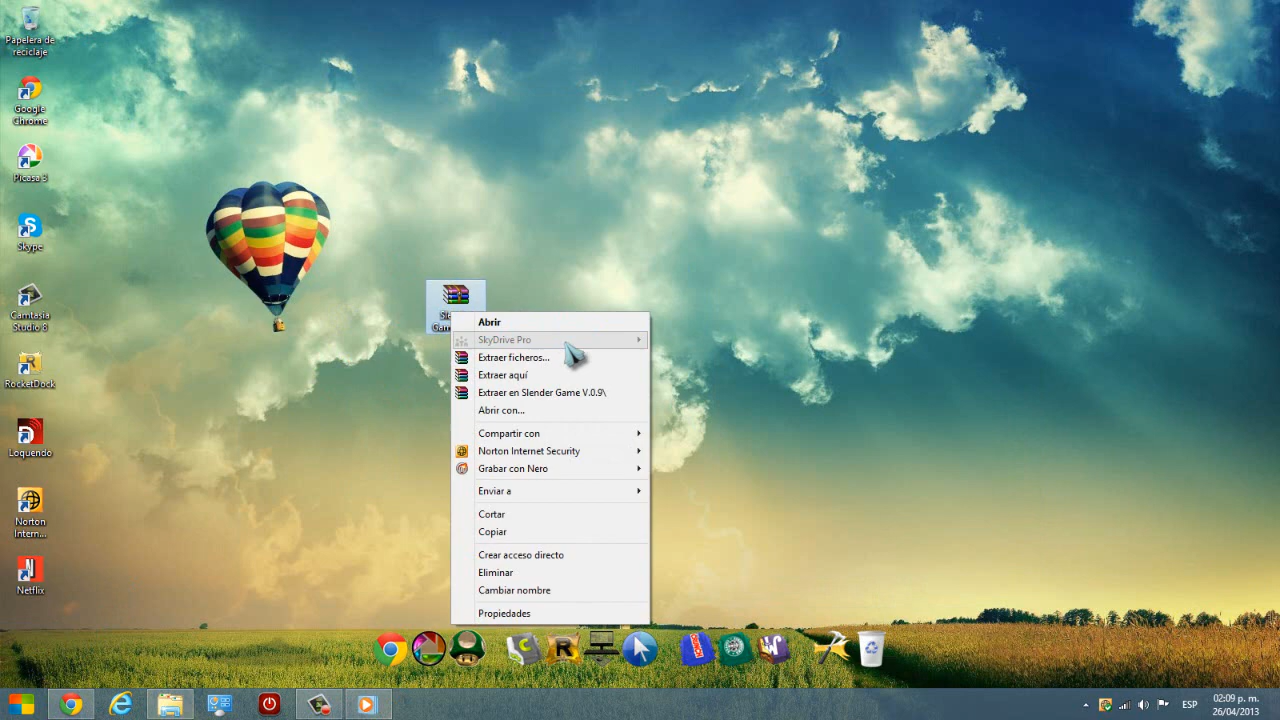 Papelera de
reciclaje
Google
Chrome
Picasa 3
Skype
Camtasia
Studio 8
RocketDock
Loquendo
Norton
Intern...
Netflix
Abrir
SkyDrive Pro
Extraer ficheros...
Extraer aquí
Extraer en Slender Game V.0.9\
Abrir con...
Compartir con
Norton Internet Security
Grabar con Nero
Enviar a
Cortar
Copiar
Crear acceso directo
Eliminar
Cambiar nombre
Propiedades
ESP
02:09 p. m.
26/04/2013